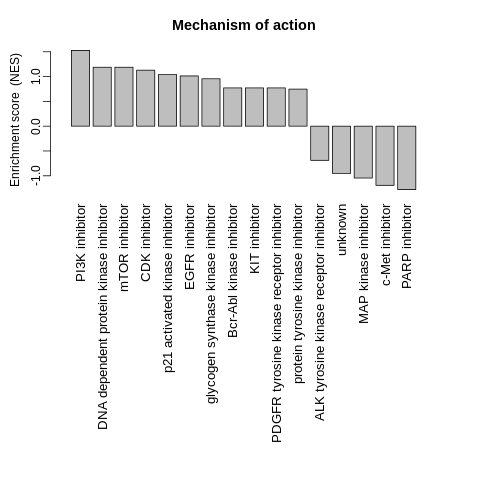 Mechanism of action
Enrichment score (NES)
1.0
0.0
-1.0
PI3K inhibitor
DNA dependent protein kinase inhibitor
mTOR inhibitor
CDK inhibitor
p21 activated kinase inhibitor
EGFR inhibitor
glycogen synthase kinase inhibitor
Bcr-Abl kinase inhibitor
KIT inhibitor
PDGFR tyrosine kinase receptor inhibitor
protein tyrosine kinase inhibitor
ALK tyrosine kinase receptor inhibitor
unknown
MAP kinase inhibitor
c-Met inhibitor
PARP inhibitor